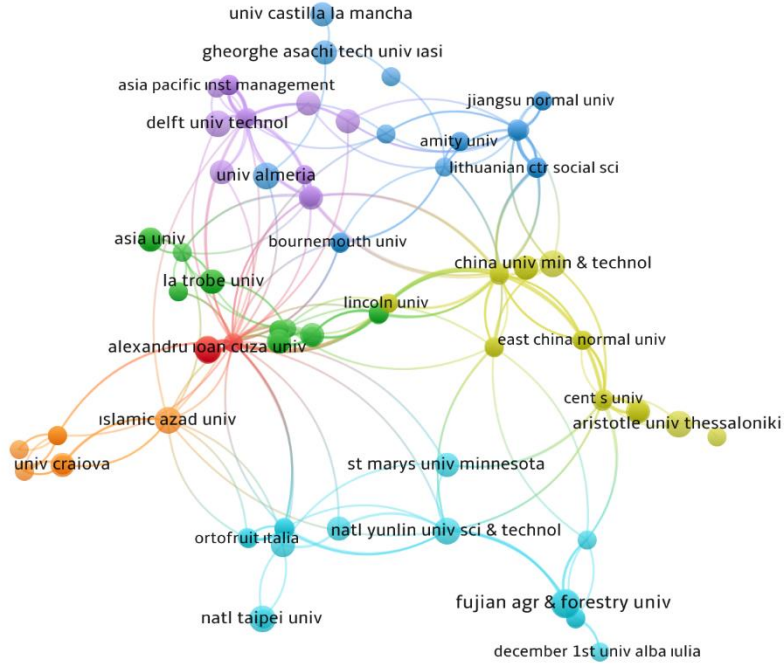 univ castilla la mancha
gheorghe asachi tech univ ıasi
asia pacific ınst management
jiangsu normal univ
delft univ technol
amity univ
lithuanian ctr social sci
univ almeria
asia univ
bournemouth univ
china univ min & technol
la trobe univ
lincoln univ
east china normal univ
alexandru ıoan cuza univ
cent s univ
aristotle univ thessaloniki
ıslamic azad univ
univ craiova
st marys univ minnesota
natl yunlin univ sci & technol
ortofruit ıtalia
fujian agr & forestry univ
natl taipei univ
december 1st univ alba ıulia